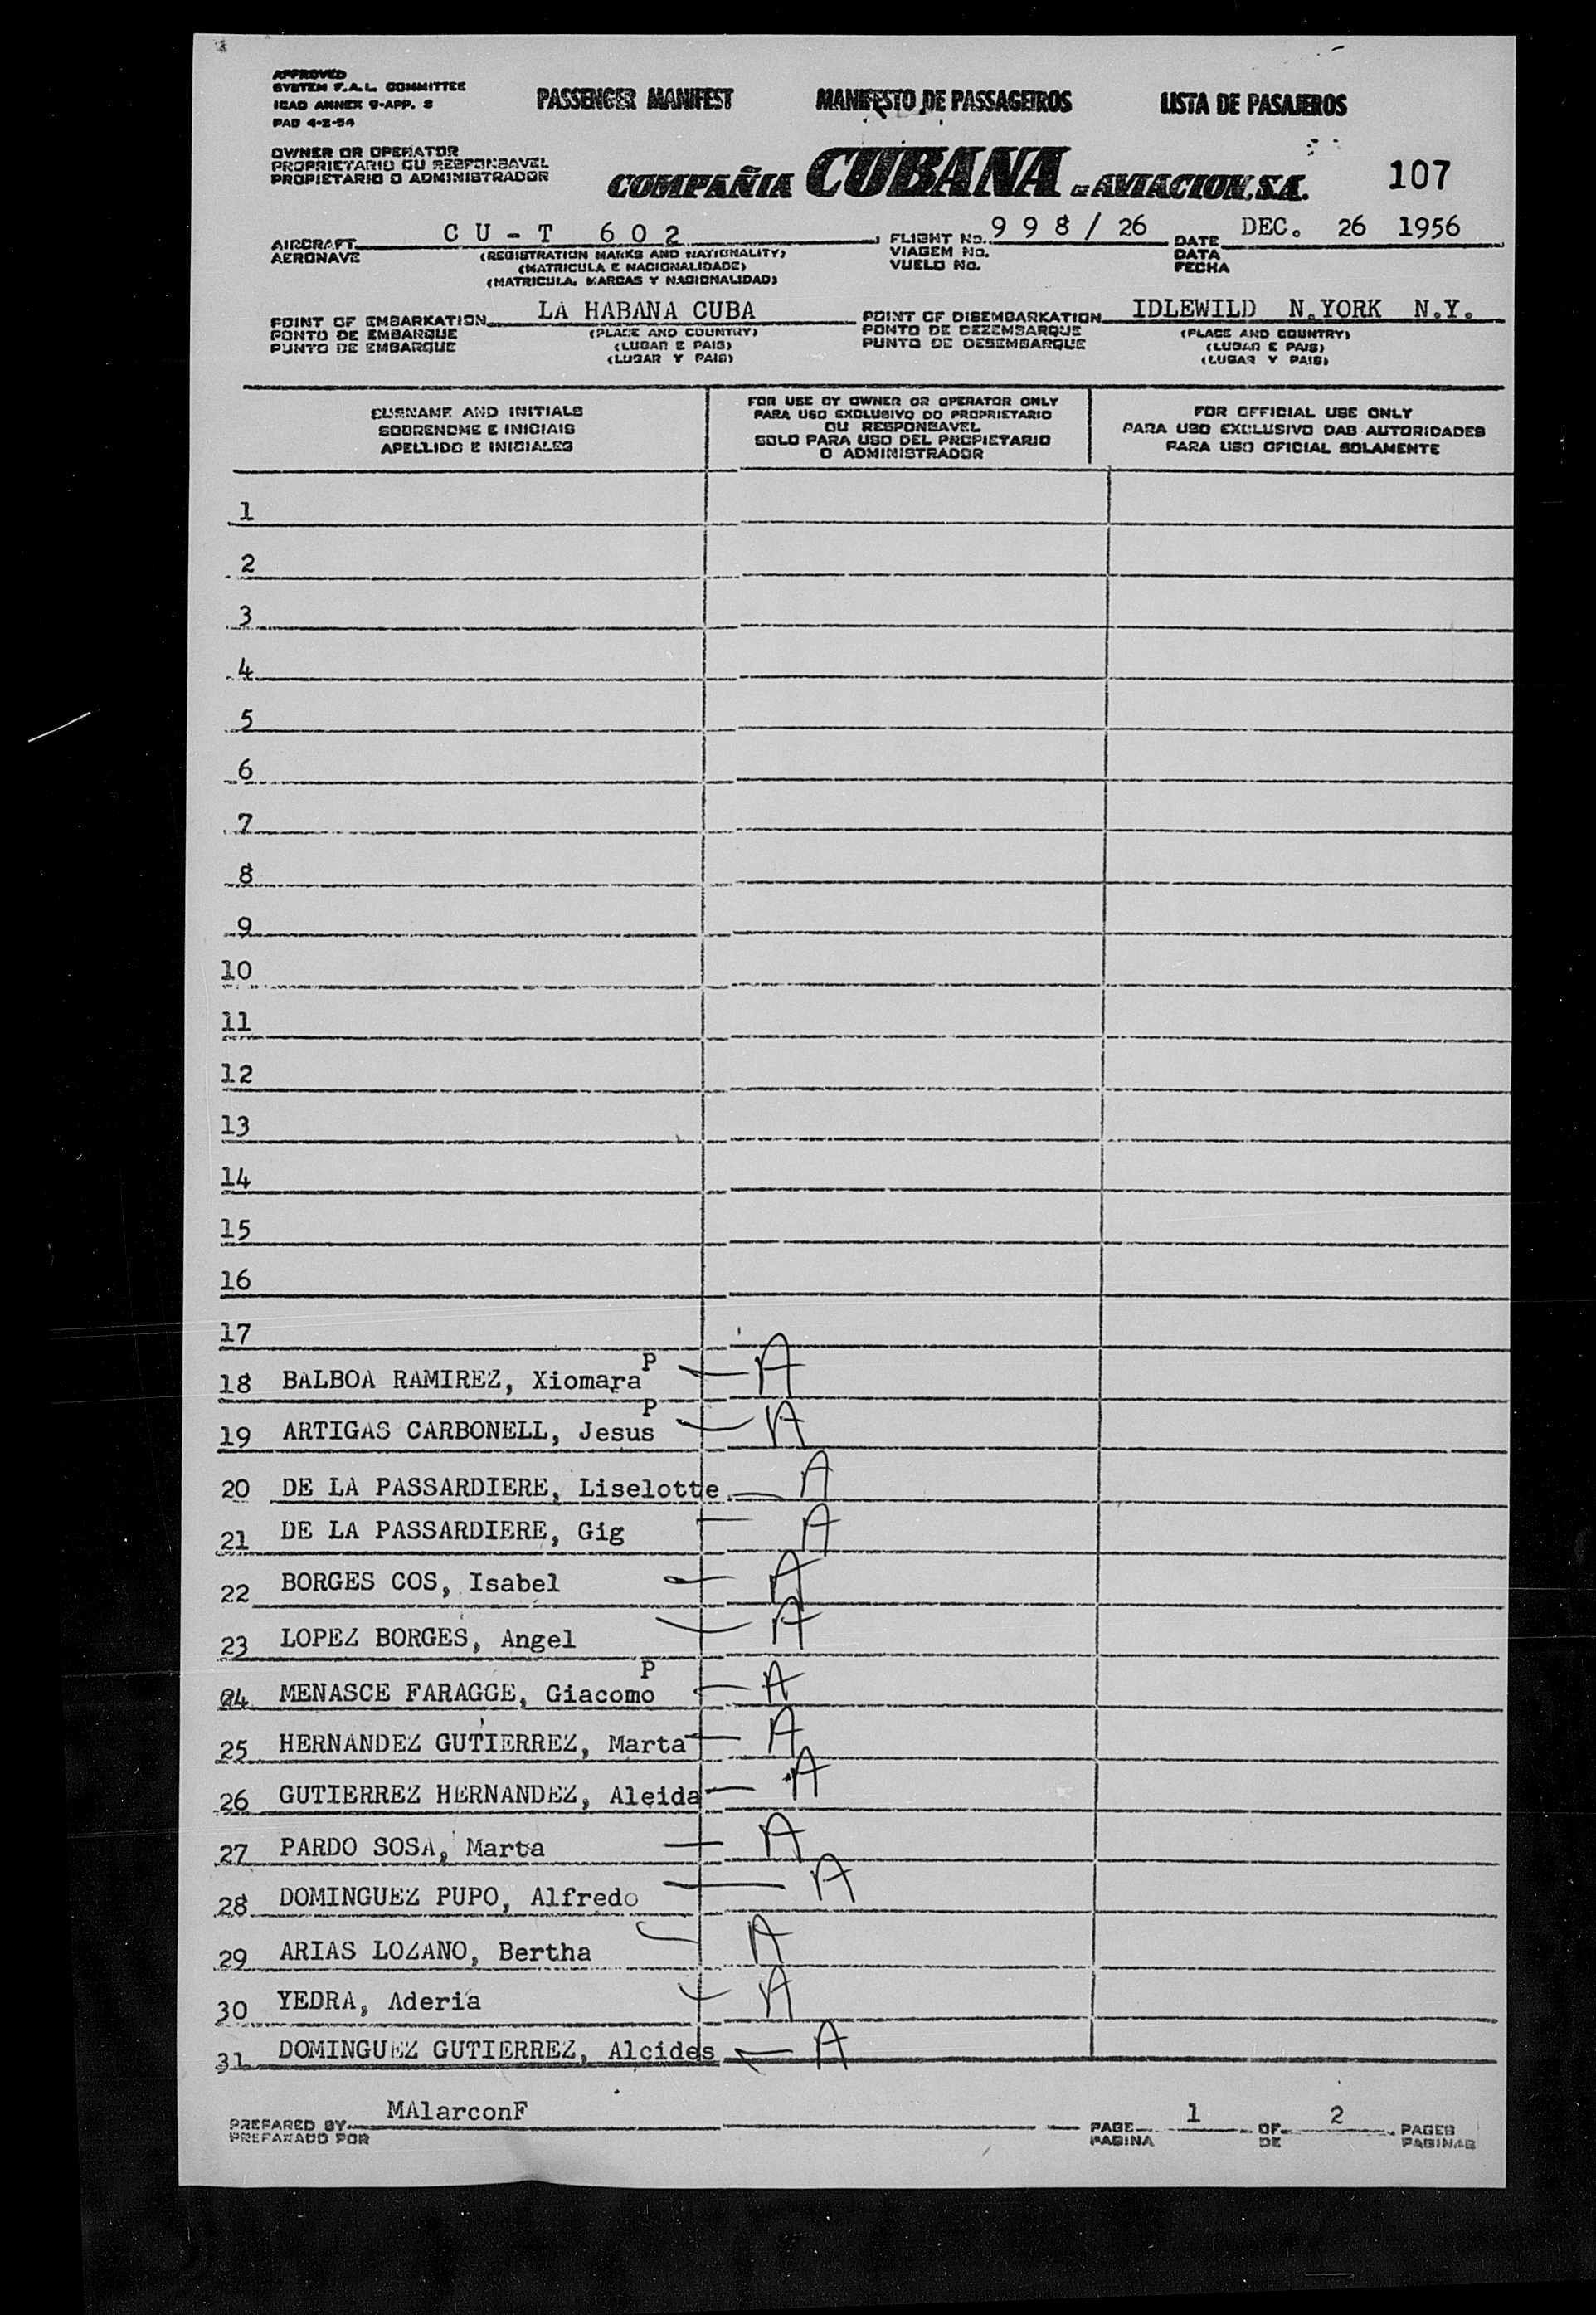 APPROVED
SYSTEM F.A.L. COMMITTEE
ICAO ANNEX 9-APP. 8
PAD 4-2-54
PASSENGER MANIFEST MANIFESTO DE PASSAGEIROS LISTA DE PASAJEROS
OWNER OR OPERATOR
PROPRIETARIO OU RESPONSAVEL
PROPIETARIO O ADMINISTRADOR
COMPAÑIA CUBANA DE AVIACION, S.A. 107
AIRCRAFT CU-T 602 FLIGHT No. 998/26 DATE DEC. 26 1956
AERONAVE (REGISTRATION MARKS AND NATIONALITY) VIAGEM No. DATA
(MATRICULA E NACIONALIDADE) VUELO No. FECHA
(MATRICULA, MARCAS Y NACIONALIDAD)
POINT OF EMBARKATION LA HABANA CUBA POINT OF DISEMBARKATION IDLEWILD N.YORK N.Y.
PONTO DE EMBARQUE (PLACE AND COUNTRY) PONTO DE DEZEMBARQUE (PLACE AND COUNTRY)
PUNTO DE EMBARQUE (LUGAR E PAIS) PUNTO DE DESEMBARQUE (LUGAR E PAIS)
(LUGAR Y PAIS) (LUGAR Y PAIS)
SURNAME AND INITIALS
SOBRENOME E INICIAIS
APELLIDO E INICIALES
FOR USE BY OWNER OR OPERATOR ONLY
PARA USO EXCLUSIVO DO PROPRIETARIO
OU RESPONSAVEL
SOLO PARA USO DEL PROPIETARIO
O ADMINISTRADOR
FOR OFFICIAL USE ONLY
PARA USO EXCLUSIVO DAS AUTORIDADES
PARA USO OFICIAL SOLAMENTE
1
2
3
4
5
6
7
8
9
10
11
12
13
14
15
16
17
18 BALBOA RAMIREZ, Xiomara P A
19 ARTIGAS CARBONELL, Jesus P A
20 DE LA PASSARDIERE, Liselotte A
21 DE LA PASSARDIERE, Gig A
22 BORGES COS, Isabel A
23 LOPEZ BORGES, Angel A
24 MENASCE FARAGGE, Giacomo P A
25 HERNANDEZ GUTIERREZ, Marta A
26 GUTIERREZ HERNANDEZ, Aleida A
27 PARDO SOSA, Marta A
28 DOMINGUEZ PUPO, Alfredo A
29 ARIAS LOZANO, Bertha A
30 YEDRA, Aderia A
31 DOMINGUEZ GUTIERREZ, Alcides A
PREPARED BY MAlarconF PAGE 1 OF 2 PAGES
PREPARADO POR PAGINA DE PAGINAS